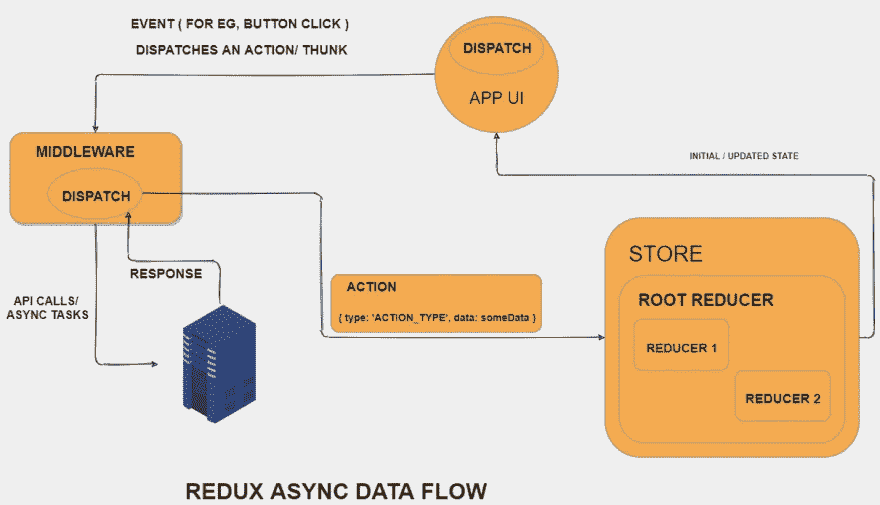 EVENT ( FOR EG, BUTTON CLICK )
DISPATCHES AN ACTION/ THUNK
DISPATCH
APP UI
MIDDLEWARE
DISPATCH
INITIAL / UPDATED STATE
RESPONSE
API CALLS/
ASYNC TASKS
ACTION
{ type: 'ACTION_TYPE', data: someData }
STORE
ROOT REDUCER
REDUCER 1
REDUCER 2
REDUX ASYNC DATA FLOW